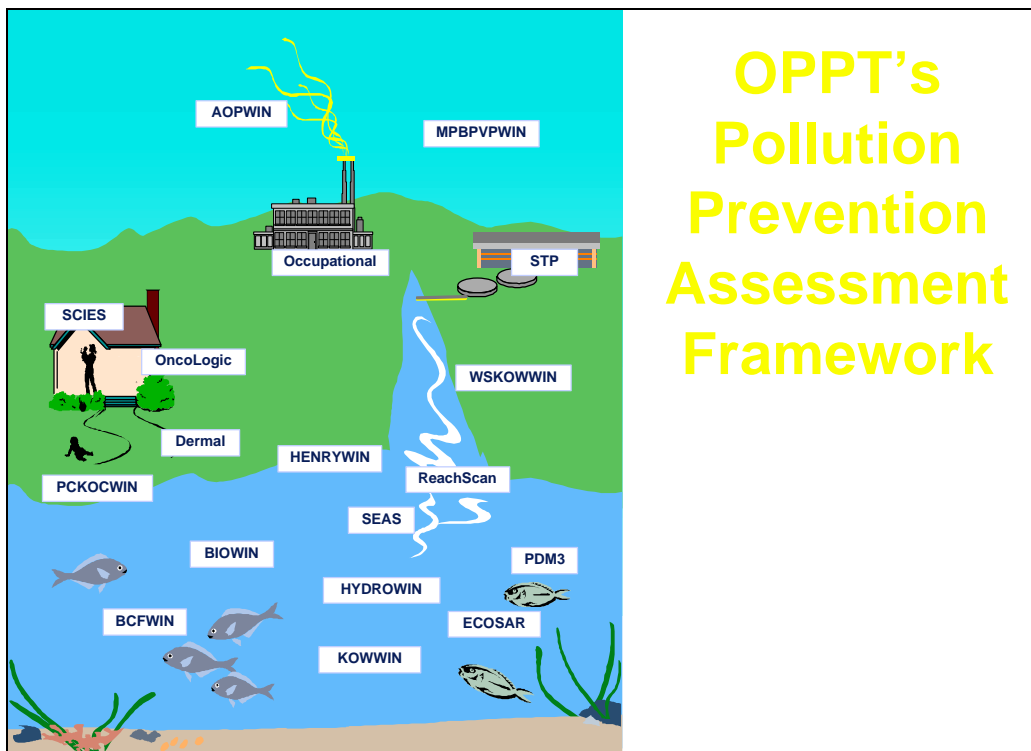 OPPT’s
Pollution
Prevention
Assessment
Framework
AOPWIN
MPBPVPWIN
Occupational
STP
SCIES
OncoLogic
WSKOWWIN
Dermal
HENRYWIN
ReachScan
PCKOCWIN
SEAS
BIOWIN
PDM3
HYDROWIN
BCFWIN
ECOSAR
KOWWIN